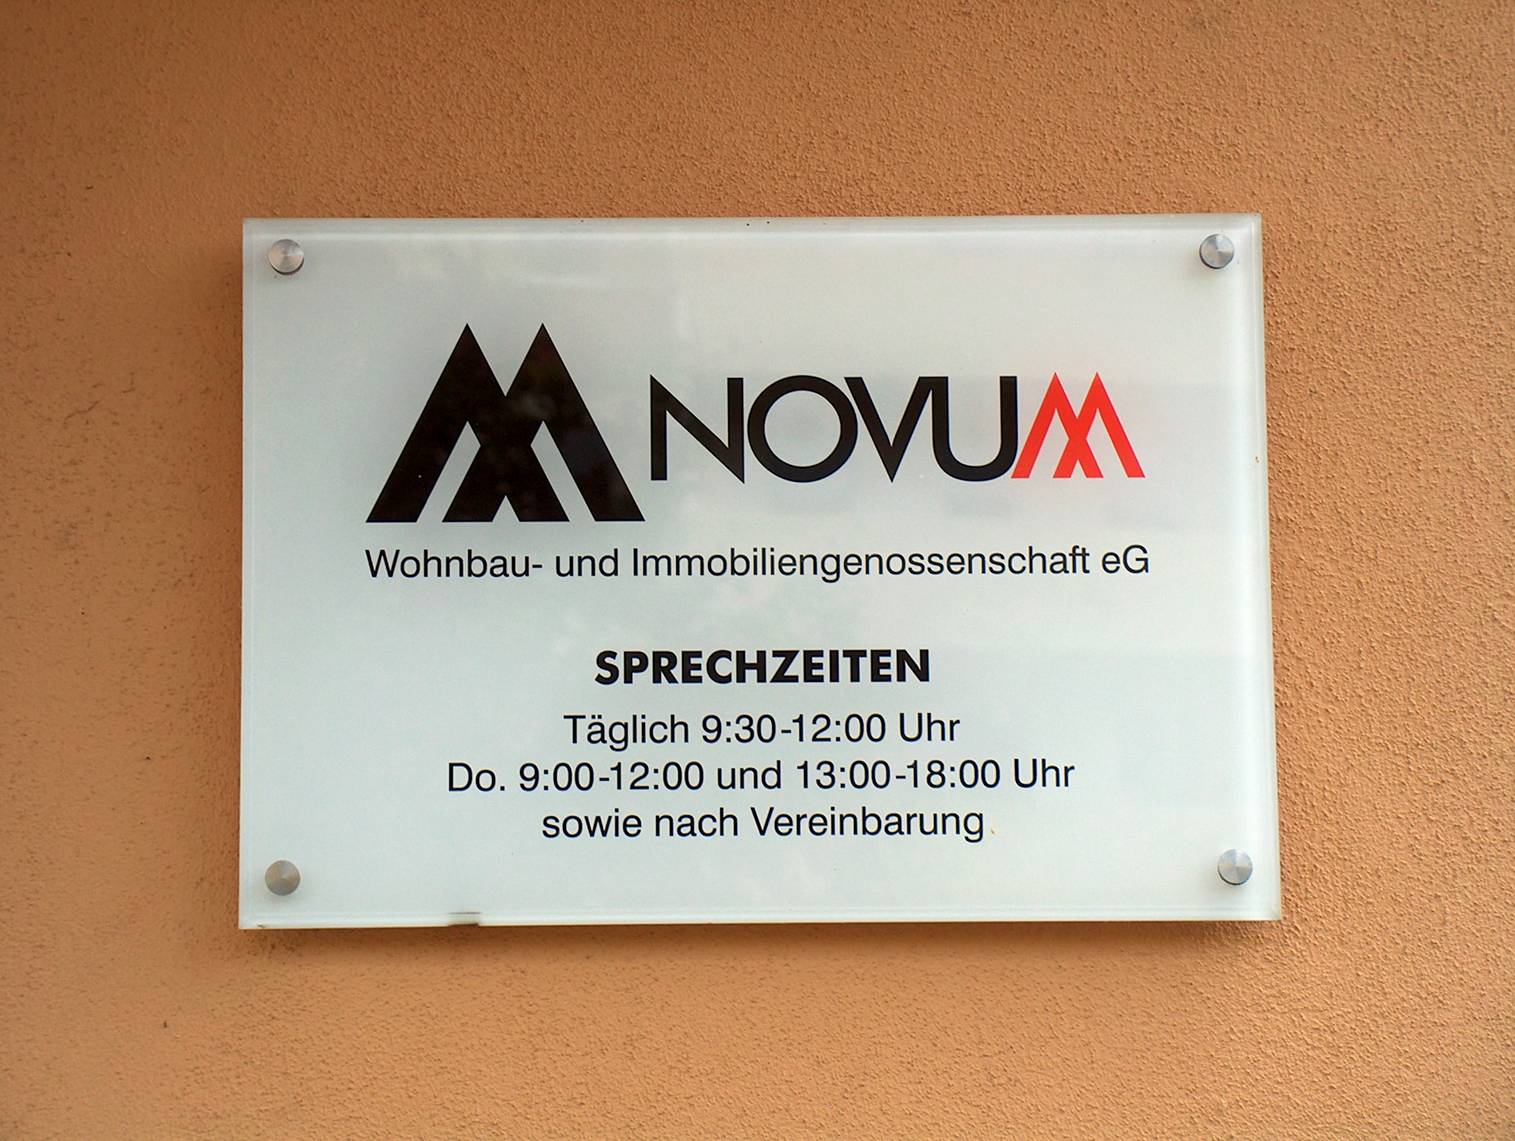 NOVUM
Wohnbau- und Immobiliengenossenschaft eG
SPRECHZEITEN
Täglich 9:30-12:00 Uhr
Do. 9:00-12:00 und 13:00-18:00 Uhr
sowie nach Vereinbarung